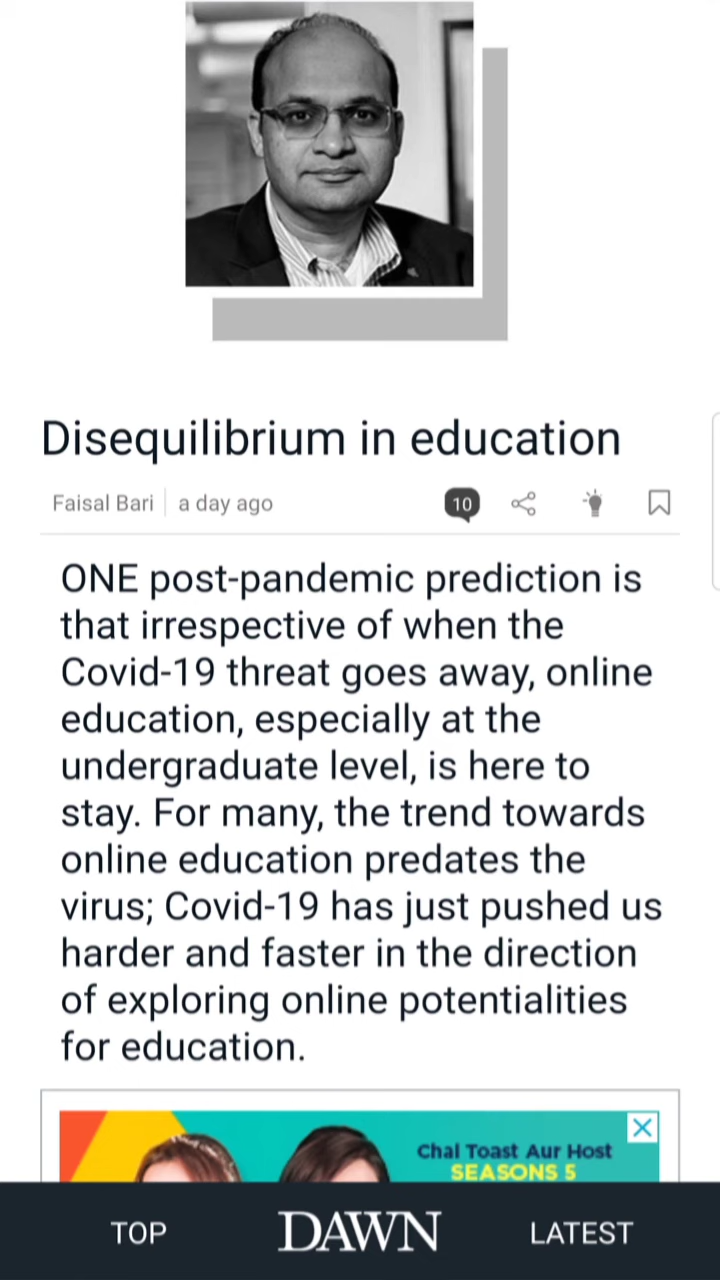 Disequilibrium in education
Faisal Bari a day ago 10
ONE post-pandemic prediction is
that irrespective of when the
Covid-19 threat goes away, online
education, especially at the
undergraduate level, is here to
stay. For many, the trend towards
online education predates the
virus; Covid-19 has just pushed us
harder and faster in the direction
of exploring online potentialities
for education.
Chal Toast Aur Host
SEASONS 5
TOP DAWN LATEST